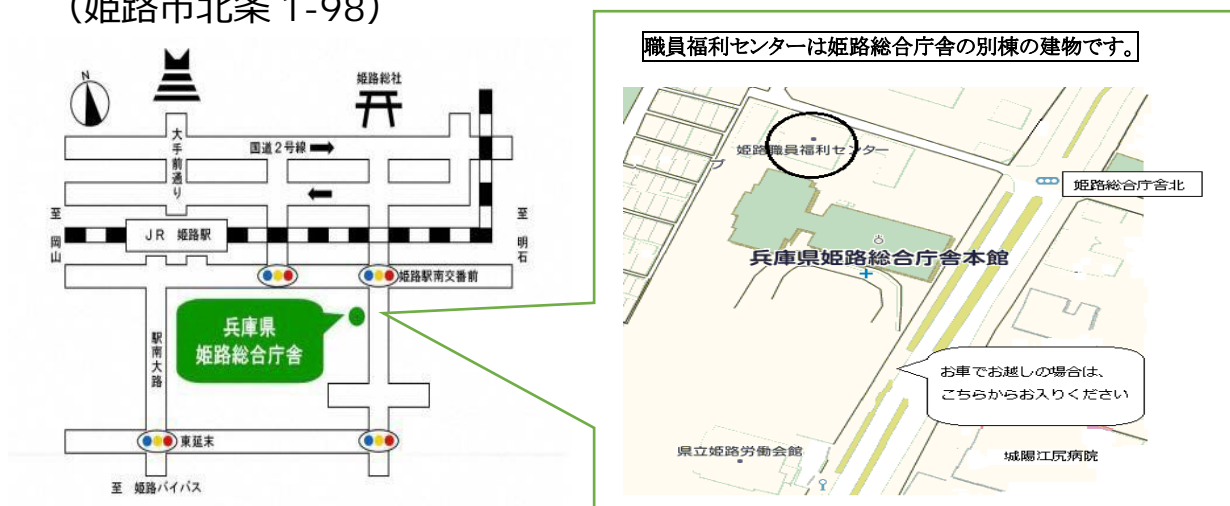 （姫路市北条 1-98）
N
姫路総社
大手前通り
国道２号線
至 岡山
JR 姫路駅
至 明石
姫路駅南交番前
兵庫県
姫路総合庁舎
駅南大路
東延末
至 姫路バイパス
職員福利センターは姫路総合庁舎の別棟の建物です。
姫路職員福利センター
姫路総合庁舎北
兵庫県姫路総合庁舎本館
お車でお越しの場合は、
こちらからお入りください
県立姫路労働会館
城陽江尻病院